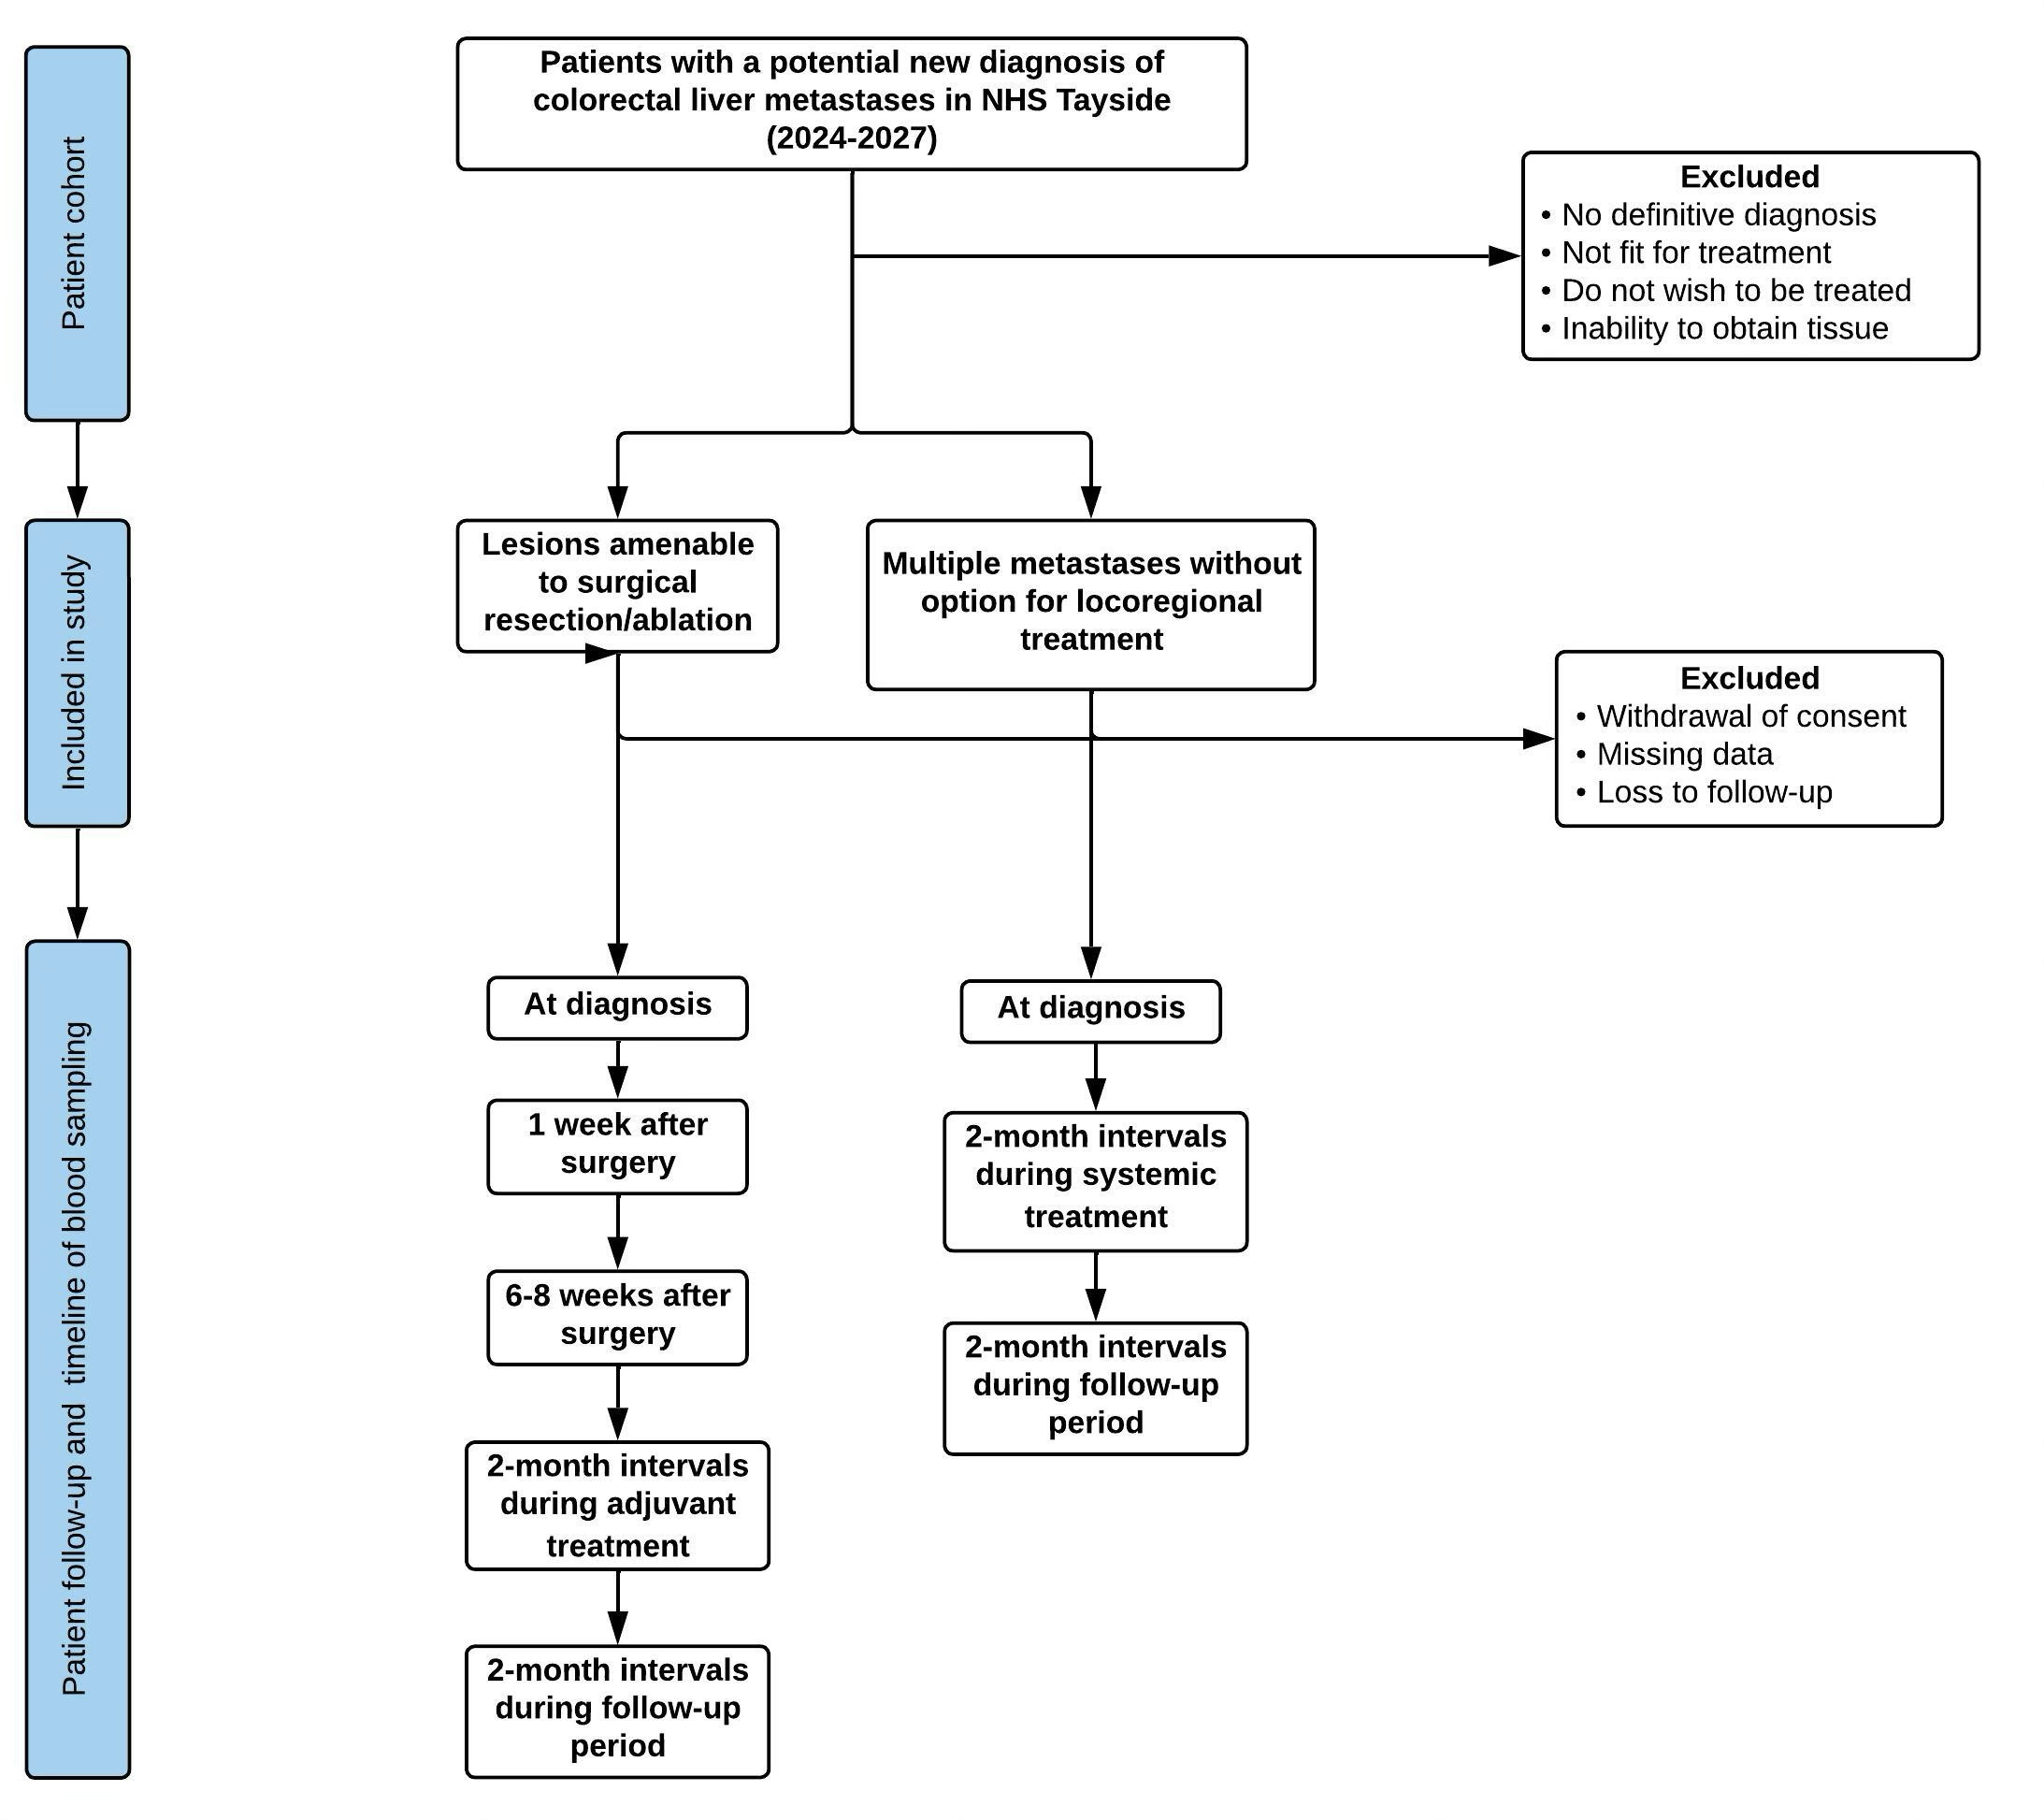 Patient cohort
Patients with a potential new diagnosis of
colorectal liver metastases in NHS Tayside
(2024-2027)
Excluded
• No definitive diagnosis
• Not fit for treatment
• Do not wish to be treated
• Inability to obtain tissue
Included in study
Lesions amenable
to surgical
resection/ablation
Multiple metastases without
option for locoregional
treatment
Excluded
• Withdrawal of consent
• Missing data
• Loss to follow-up
Patient follow-up and timeline of blood sampling
At diagnosis
1 week after
surgery
6-8 weeks after
surgery
2-month intervals
during adjuvant
treatment
2-month intervals
during follow-up
period
At diagnosis
2-month intervals
during systemic
treatment
2-month intervals
during follow-up
period